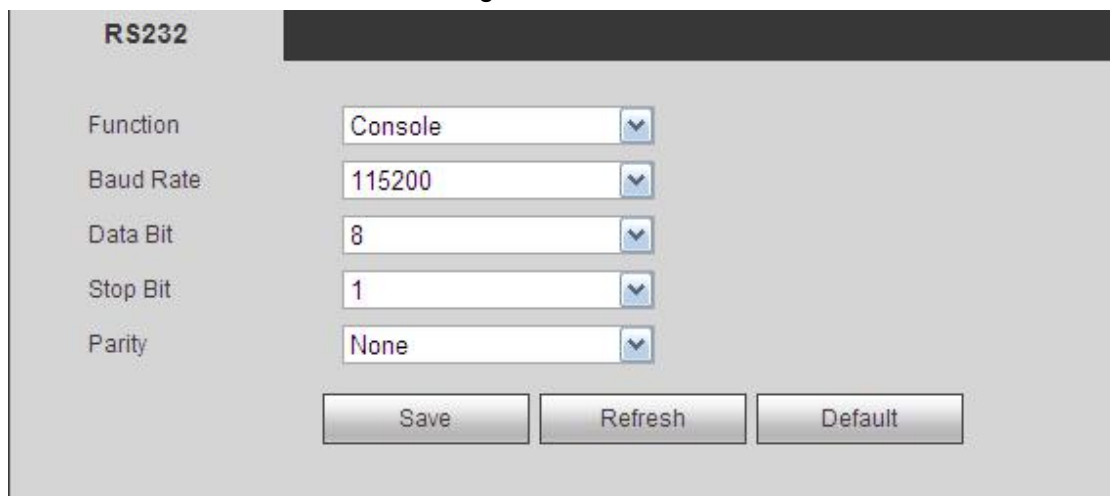 RS232
Function Console
Baud Rate 115200
Data Bit 8
Stop Bit 1
Parity None
Save Refresh Default